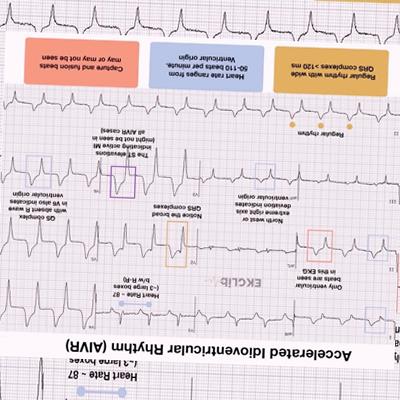 Heart Rate ~ 87
(~3 large boxes
Accelerated Idioventricular Rhythm (AIVR)
Only ventricular
beats are seen
in this EKG
Heart Rate ~ 87
(~3 large boxes
b/w R-R)
North west or
extreme right axis
deviation indicates
ventricular origin
Notice the broad
QRS complexes
QS complex
with absent R wave
in V6 also indicates
ventricular origin
The ST elevations
indicating active MI
(might not be seen in
all AIVR cases)
Regular rhythm
Regular rhythm with wide
QRS complexes >120 ms
Heart rate ranges from
50-110 beats per minute.
Ventricular origin
Capture and fusion beats
may or may not be seen